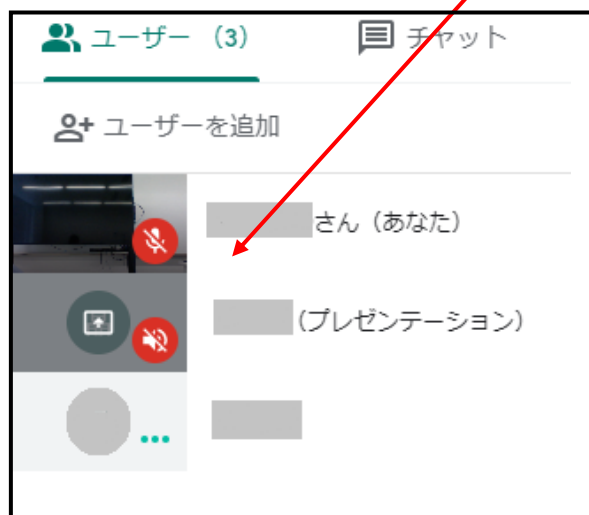 ユーザー (3)
チャット
ユーザーを追加
さん（あなた）
(プレゼンテーション)